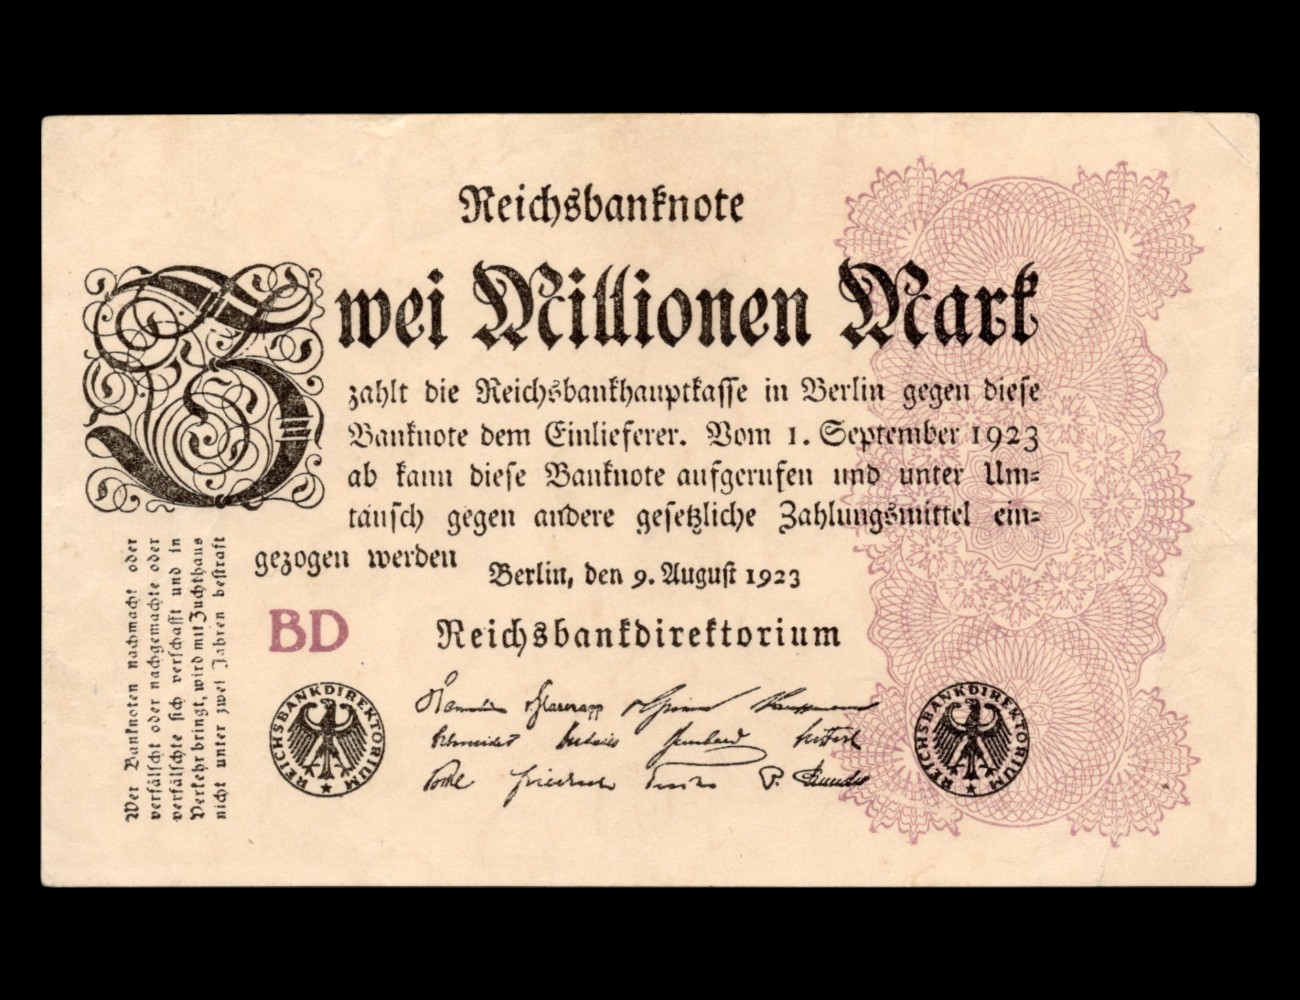 Reichsbanknote
Zwei Millionen Mark
zahlt die Reichsbankhauptkasse in Berlin gegen diese
Banknote dem Einlieferer. Vom 1. September 1923
ab kann diese Banknote aufgerufen und unter Um-
tausch gegen andere gesetzliche Zahlungsmittel ein-
gezogen werden
Berlin, den 9. August 1923
BD
Reichsbankdirektorium
REICHSBANKDIREKTORIUM
REICHSBANKDIREKTORIUM
Wer Banknoten nachmacht oder
verfälscht oder nachgemachte oder
verfälschte sich verschafft und in
Verkehr bringt, wird mit Zuchthaus
nicht unter zwei Jahren bestraft